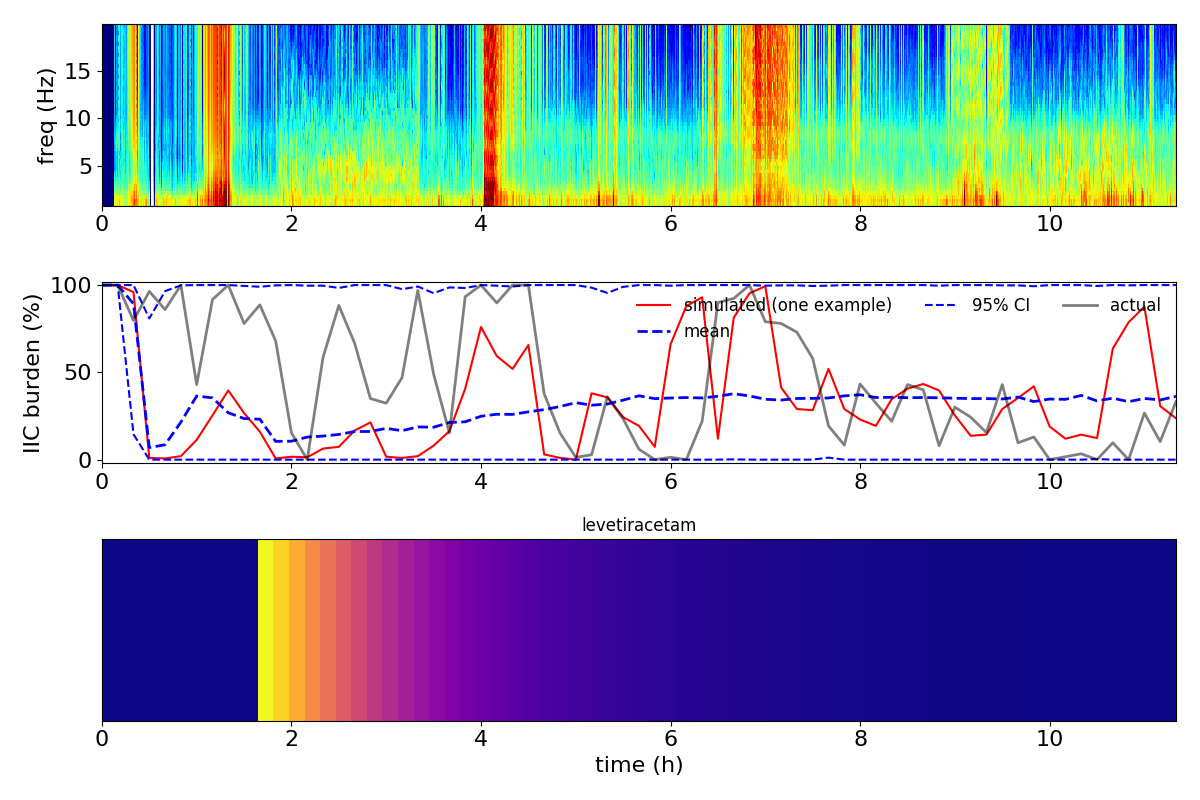 freq (Hz)
15
10
5
0 2 4 6 8 10
IIC burden (%)
100
50
0
simulated (one example) 95% CI actual
mean
0 2 4 6 8 10
levetiracetam
0 2 4 6 8 10
time (h)